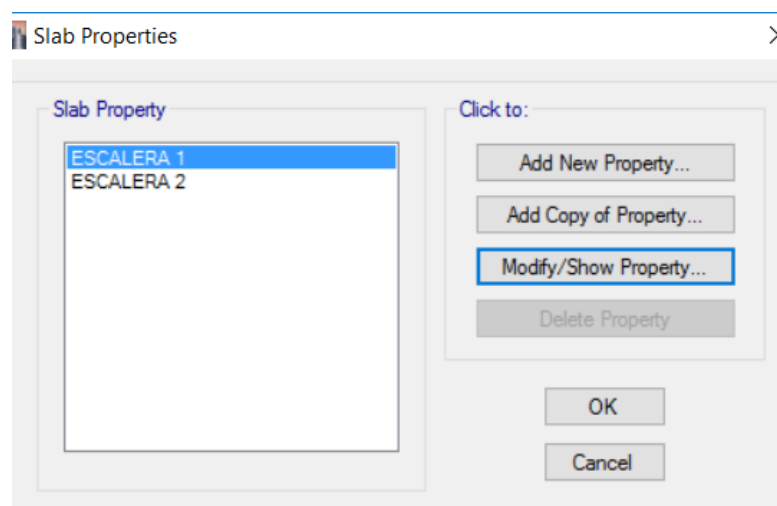 Slab Properties
Slab Property
ESCALERA 1
ESCALERA 2
Click to:
Add New Property...
Add Copy of Property...
Modify/Show Property...
Delete Property
OK
Cancel